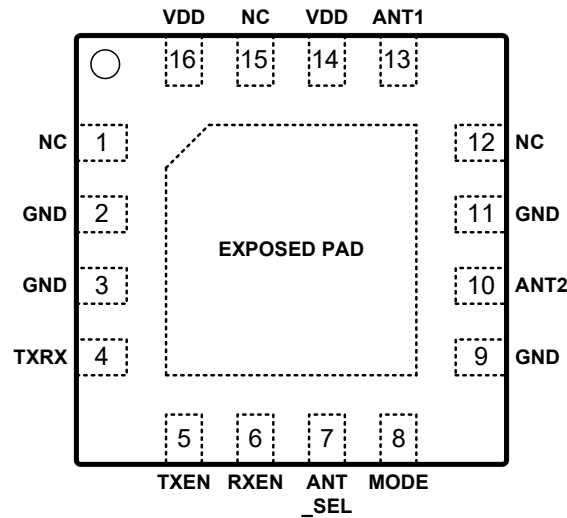 VDD NC VDD ANT1
16 15 14 13
NC 1 12 NC
GND 2 11 GND
EXPOSED PAD
GND 3 10 ANT2
TXRX 4 9 GND
5 6 7 8
TXEN RXEN ANT MODE
_SEL